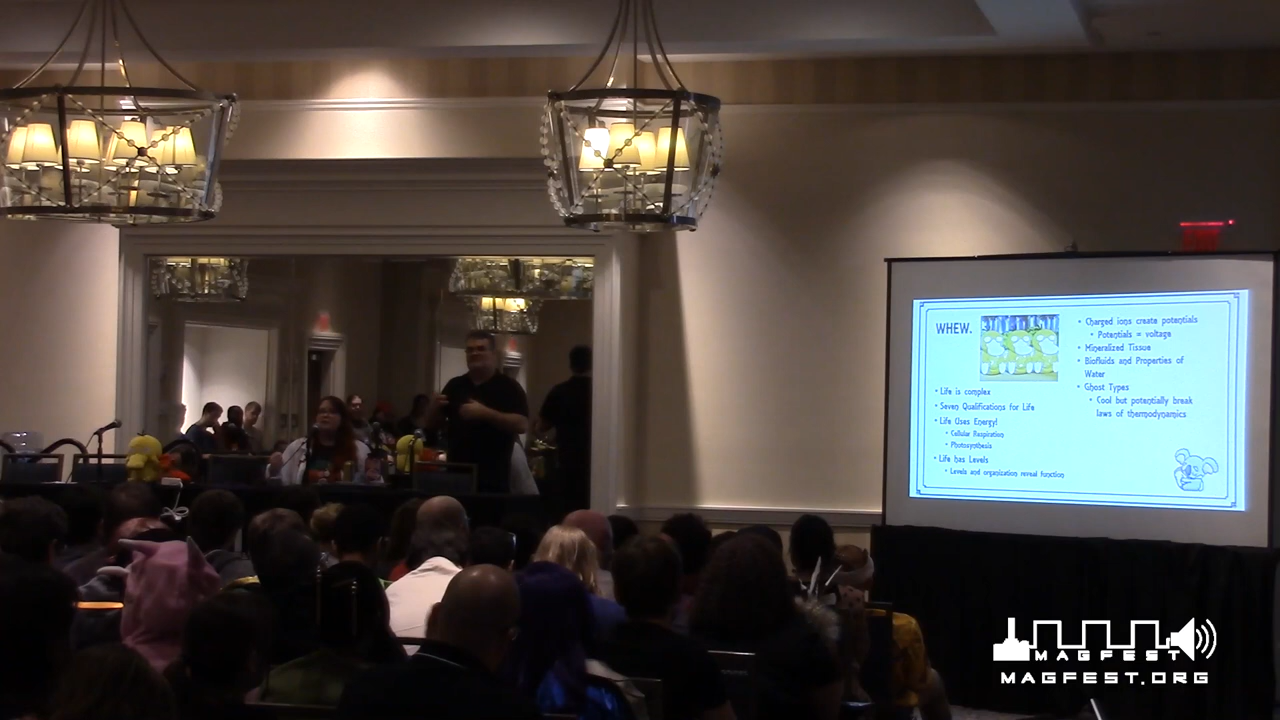 WHEW.
• Life is complex
• Seven Qualifications for Life
• Life Uses Energy!
• Cellular Respiration
• Photosynthesis
• Life has Levels
• Levels and organization reveal function
• Charged ions create potentials
• Potentials = voltage
• Mineralized Tissue
• Biofluids and Properties of
Water
• Ghost Types
• Cool but potentially break
laws of thermodynamics
MAGFEST
MAGFEST.ORG